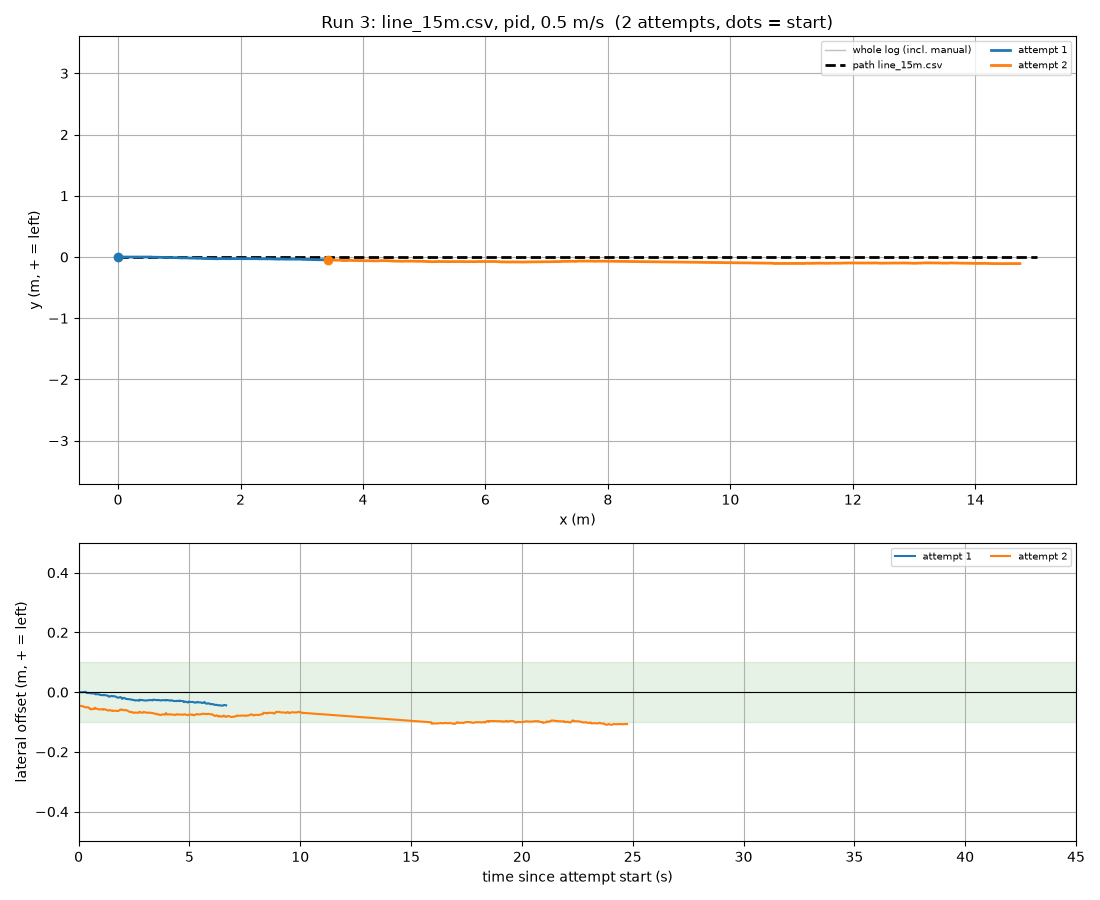 Run 3: line_15m.csv, pid, 0.5 m/s  (2 attempts, dots = start)
whole log (incl. manual)
path line_15m.csv
attempt 1
attempt 2
y (m, + = left)
3
2
1
0
−1
−2
−3
0 2 4 6 8 10 12 14
x (m)
attempt 1 attempt 2
lateral offset (m, + = left)
0.4
0.2
0.0
−0.2
−0.4
0 5 10 15 20 25 30 35 40 45
time since attempt start (s)